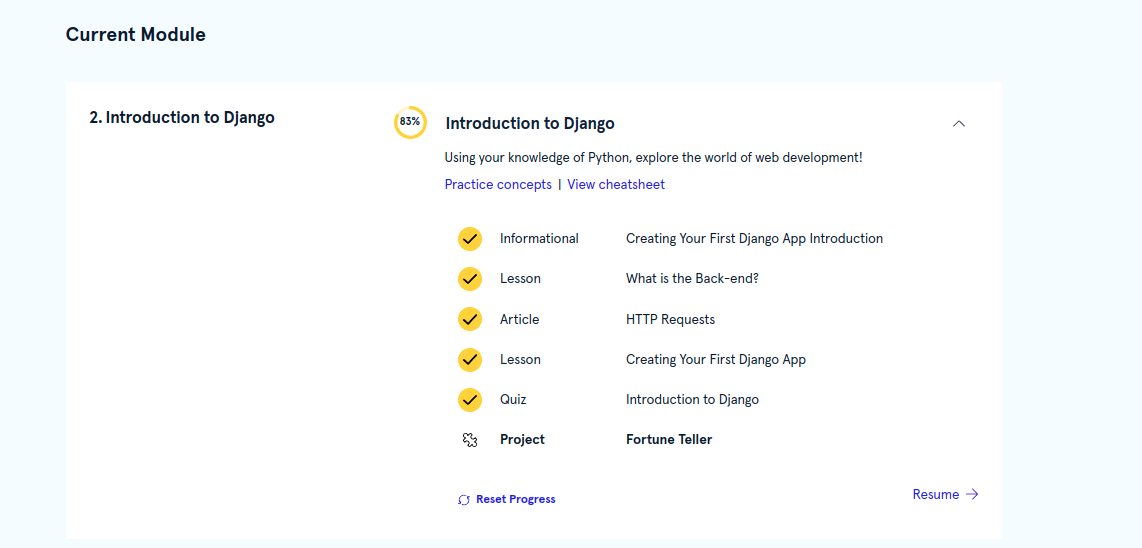 Current Module
2. Introduction to Django
83%
Introduction to Django
Using your knowledge of Python, explore the world of web development!
Practice concepts | View cheatsheet
Informational Creating Your First Django App Introduction
Lesson What is the Back-end?
Article HTTP Requests
Lesson Creating Your First Django App
Quiz Introduction to Django
Project Fortune Teller
Reset Progress
Resume